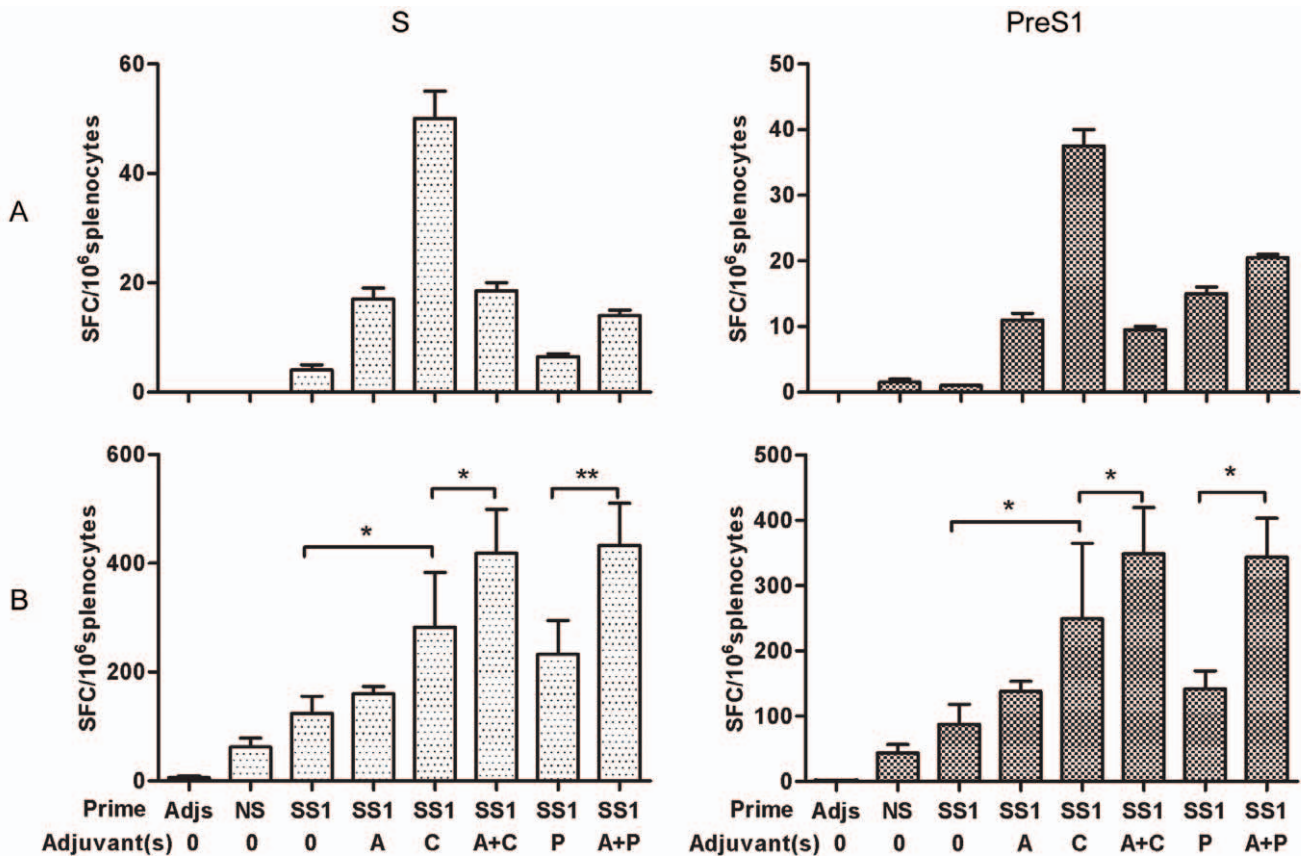 S
PreS1
A
SFC/10⁶splenocytes
60
40
20
0
SFC/10⁶splenocytes
50
40
30
20
10
0
B
SFC/10⁶splenocytes
600
400
200
0
* * **
SFC/10⁶splenocytes
500
400
300
200
100
0
* * *
Prime Adjs NS SS1 SS1 SS1 SS1 SS1 SS1
Adjuvant(s) 0 0 0 A C A+C P A+P
Adjs NS SS1 SS1 SS1 SS1 SS1 SS1
0 0 0 A C A+C P A+P